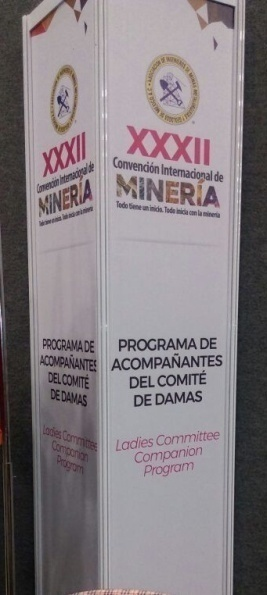 XXXII
Convención Internacional de
MINERÍA
Todo tiene un inicio. Todo inicia con la minería
PROGRAMA DE
ACOMPAÑANTES
DEL COMITÉ
DE DAMAS
Ladies Committee
Companion
Program
XXXII
Convención Internacional de
MINERÍA
Todo tiene un inicio. Todo inicia con la minería
PROGRAMA DE
ACOMPAÑANTES
DEL COMITÉ
DE DAMAS
Ladies Committee
Companion
Program